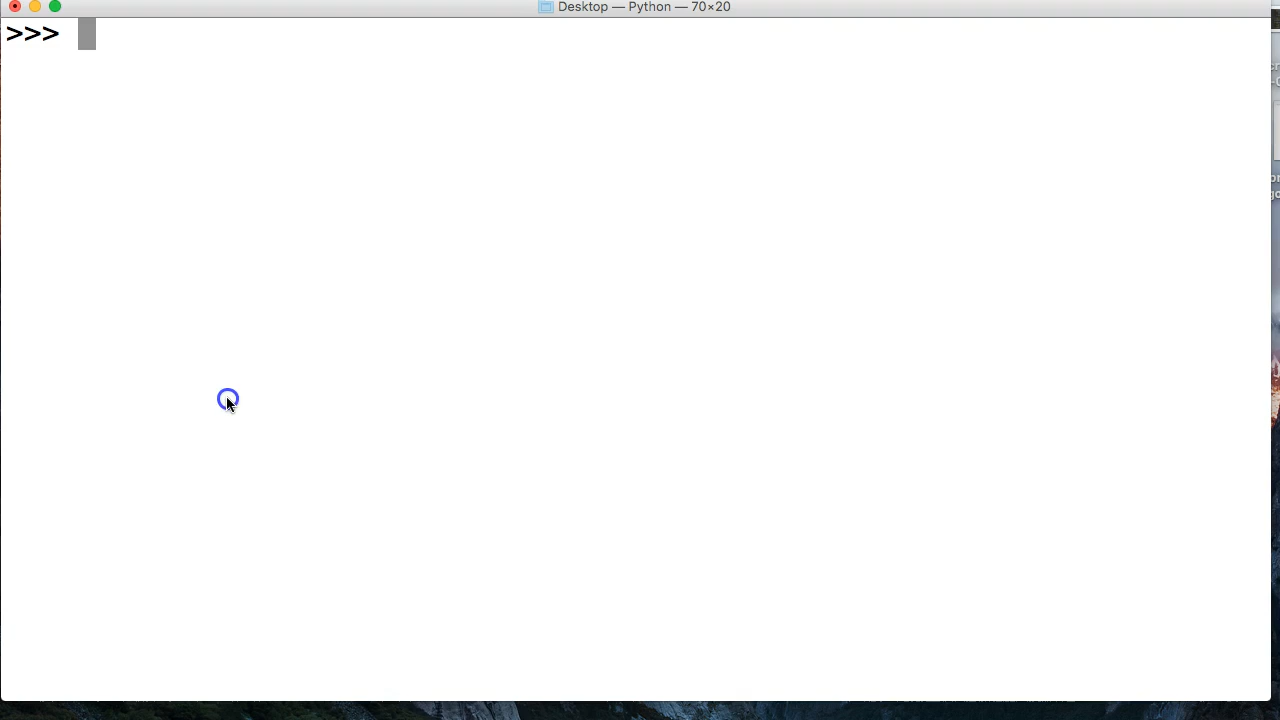 Desktop — Python — 70×20
>>>